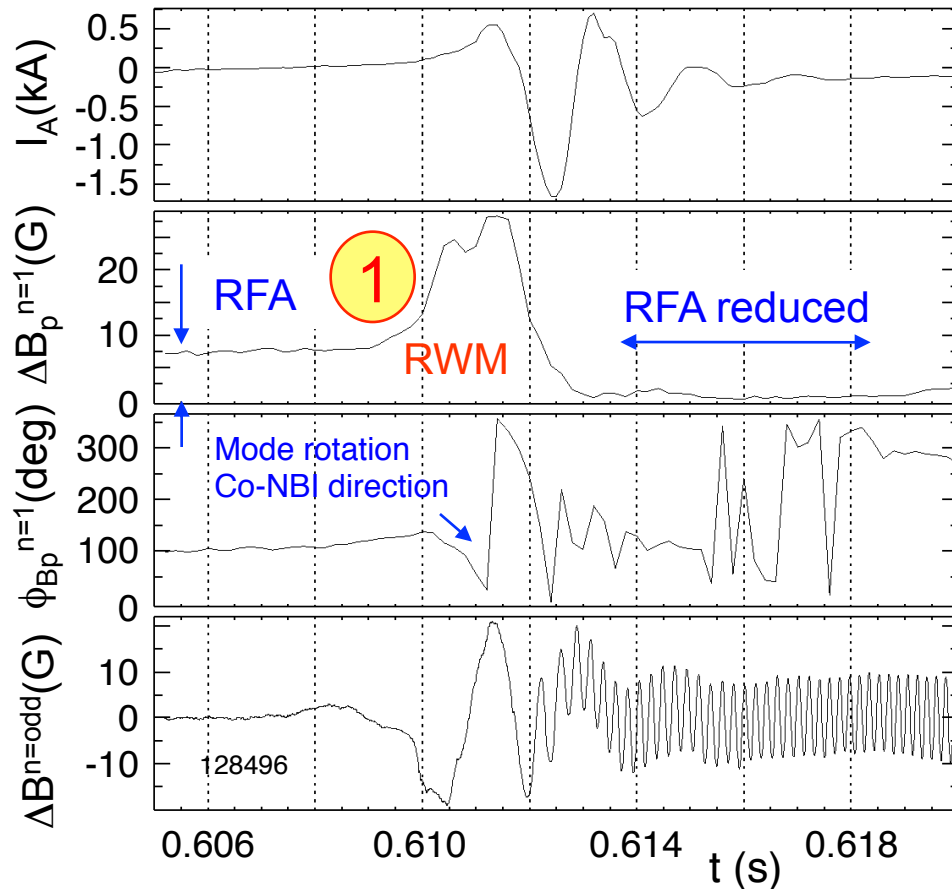 I_A(kA)
0.5
0
-0.5
-1.0
-1.5
ΔB_p^{n=1}(G)
20
10
0
RFA
1
RWM
RFA reduced
ϕ_{Bp}^{n=1}(deg)
300
200
100
0
Mode rotation
Co-NBI direction
ΔB^{n=odd}(G)
10
0
-10
128496
0.606 0.610 0.614 0.618
t (s)